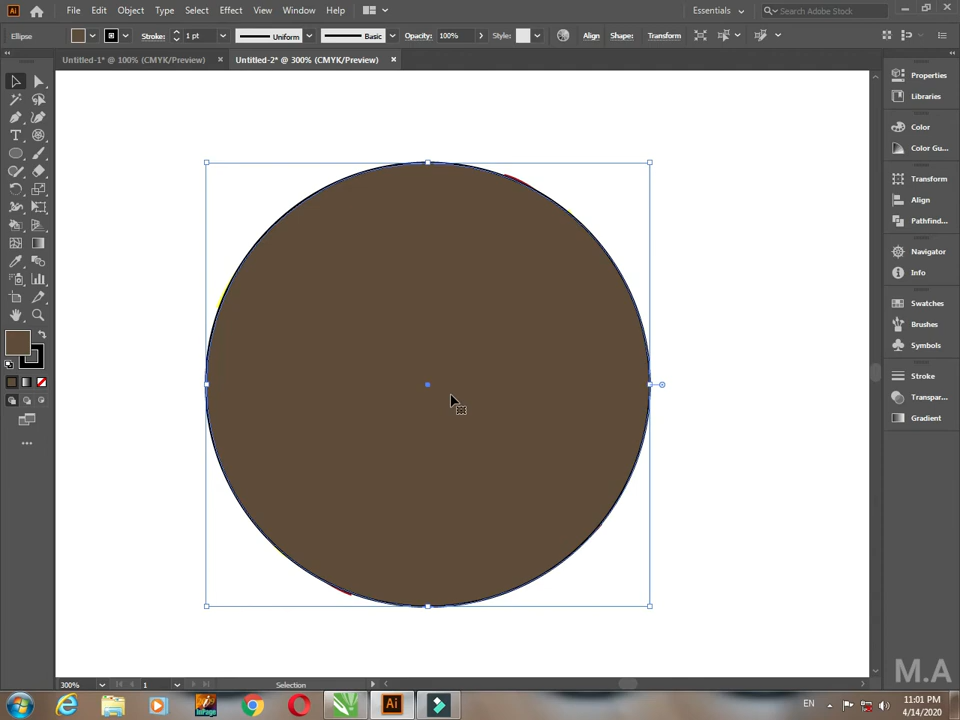 Ai File Edit Object Type Select Effect View Window Help Essentials Search Adobe Stock
Ellipse Stroke: 1 pt Uniform Basic Opacity: 100% Style: Align Shape: Transform
Untitled-1* @ 100% (CMYK/Preview) × Untitled-2* @ 300% (CMYK/Preview) ×
Properties
Libraries
Color
Color Gu...
Transform
Align
Pathfind...
Navigator
Info
Swatches
Brushes
Symbols
Stroke
Transpar...
Gradient
M.A
300% 1 Selection
InPage Ai EN 11:01 PM
4/14/2020